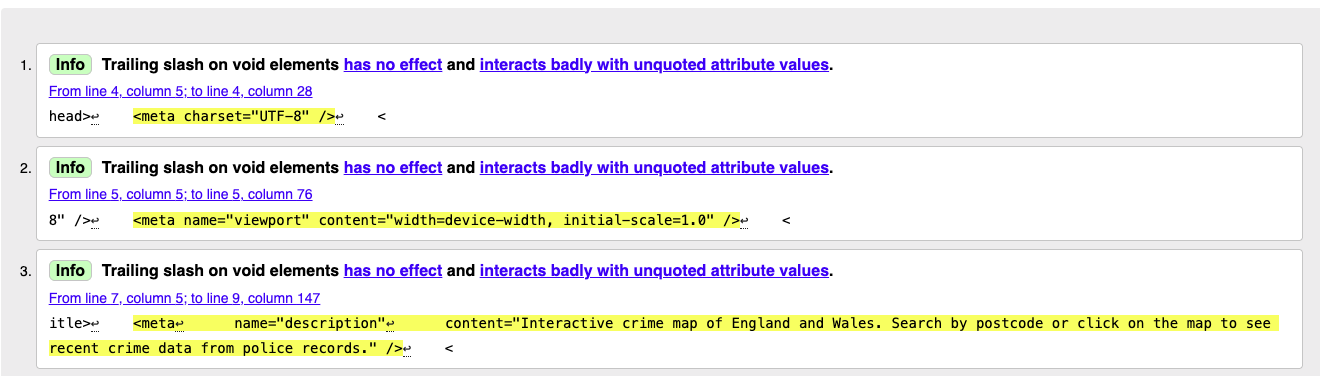 1. Info Trailing slash on void elements has no effect and interacts badly with unquoted attribute values.
From line 4, column 5; to line 4, column 28
head>↩    <meta charset="UTF-8" />↩    <
2. Info Trailing slash on void elements has no effect and interacts badly with unquoted attribute values.
From line 5, column 5; to line 5, column 76
8" />↩    <meta name="viewport" content="width=device-width, initial-scale=1.0" />↩    <
3. Info Trailing slash on void elements has no effect and interacts badly with unquoted attribute values.
From line 7, column 5; to line 9, column 147
itle>↩    <meta↩      name="description"↩      content="Interactive crime map of England and Wales. Search by postcode or click on the map to see
recent crime data from police records." />↩    <